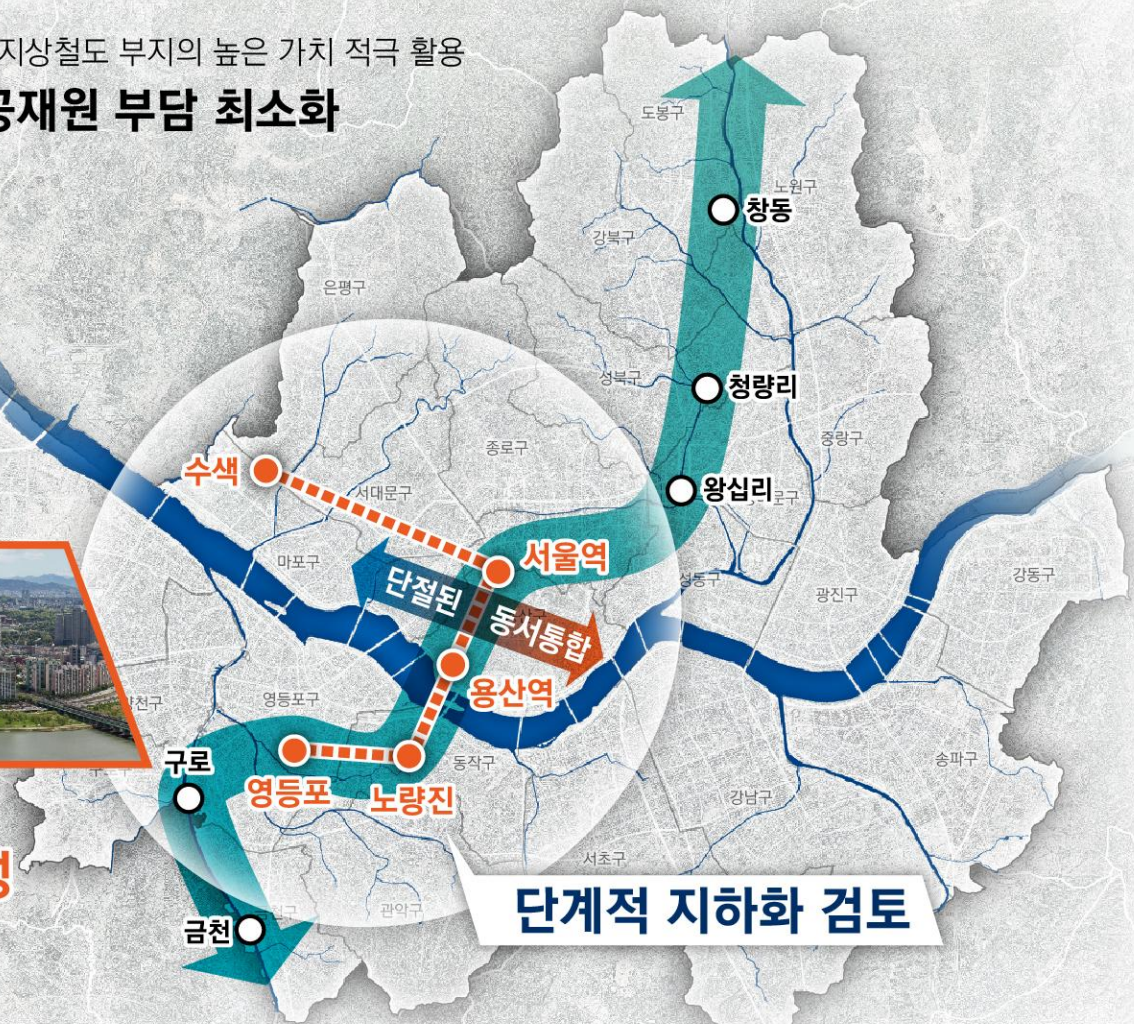 지상철도 부지의 높은 가치 적극 활용
공재원 부담 최소화
도봉구
노원구
창동
강북구
은평구
성북구
청량리
중랑구
종로구
수색
서대문구
왕십리
서울역
마포구
단절된
동서통합
성동구
광진구
강동구
용산역
영등포구
구로
영등포
노량진
동작구
강남구
송파구
서초구
단계적 지하화 검토
관악구
금천